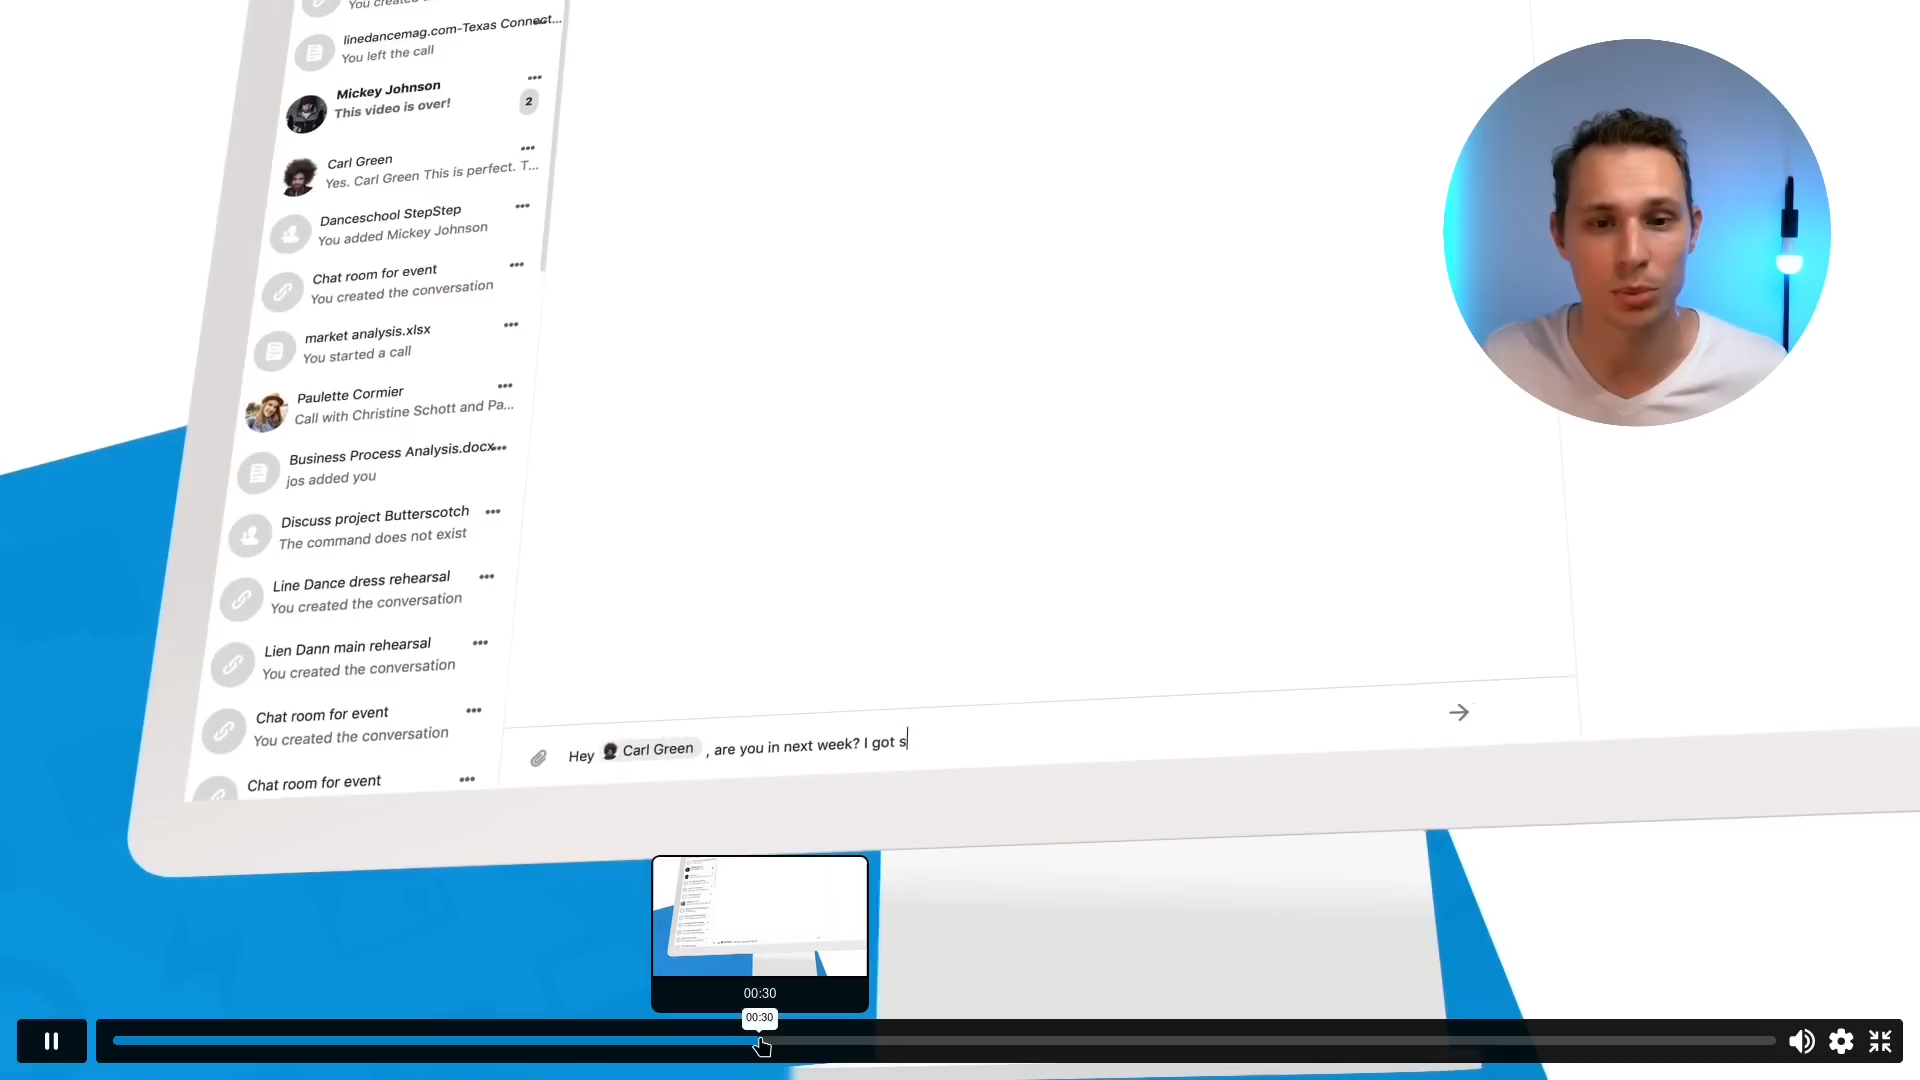 linedancemag.com-Texas Connect...
You left the call
Mickey Johnson
This video is over!
2
Carl Green
Yes. Carl Green This is perfect. T...
Danceschool StepStep
You added Mickey Johnson
Chat room for event
You created the conversation
market analysis.xlsx
You started a call
Paulette Cormier
Call with Christine Schott and Pa...
Business Process Analysis.docx
jos added you
Discuss project Butterscotch
The command does not exist
Line Dance dress rehearsal
You created the conversation
Lien Dann main rehearsal
You created the conversation
Chat room for event
You created the conversation
Chat room for event
Hey Carl Green , are you in next week? I got s
00:30
00:30